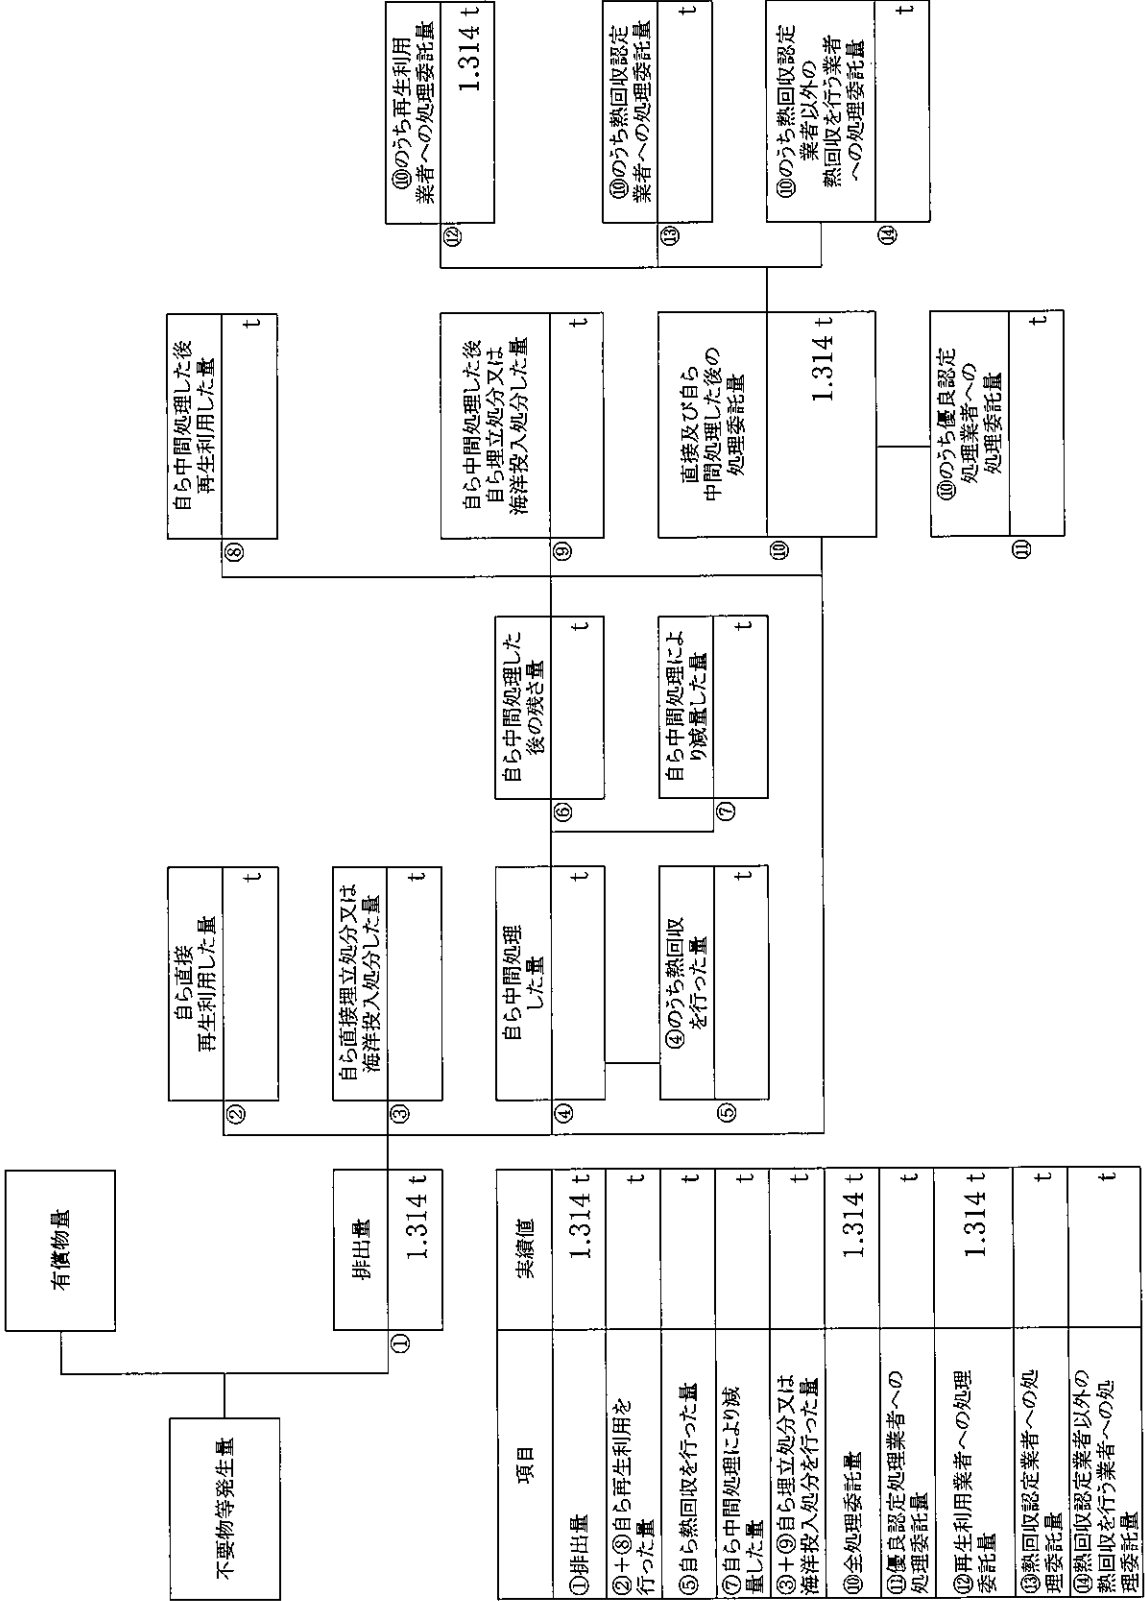 不要物等発生量
有償物量
排出量
① 1.314 t
自ら直接
再生利用した量
② t
自ら直接埋立処分又は
海洋投入処分した量
③ t
自ら中間処理
した量
④ t
④のうち熱回収
を行った量
⑤ t
自ら中間処理した
後の残さ量
⑥ t
自ら中間処理によ
り減量した量
⑦ t
自ら中間処理した後
再生利用した量
⑧ t
自ら中間処理した後
自ら埋立処分又は
海洋投入処分した量
⑨ t
直接及び自ら
中間処理した後の
処理委託量
⑩ 1.314 t
⑩のうち優良認定
処理業者への
処理委託量
⑪ t
⑩のうち再生利用
業者への処理委託量
⑫ 1.314 t
⑩のうち熱回収認定
業者への処理委託量
⑬ t
⑩のうち熱回収認定
業者以外の
熱回収を行う業者
への処理委託量
⑭ t
項目 実績値
①排出量 1.314 t
②+⑧自ら再生利用を
行った量 t
⑤自ら熱回収を行った量 t
⑦自ら中間処理により減
量した量 t
③+⑨自ら埋立処分又は
海洋投入処分を行った量 t
⑩全処理委託量 1.314 t
⑪優良認定処理業者への
処理委託量 t
⑫再生利用業者への処理
委託量 1.314 t
⑬熱回収認定業者への処
理委託量 t
⑭熱回収認定業者以外の
熱回収を行う業者への処
理委託量 t